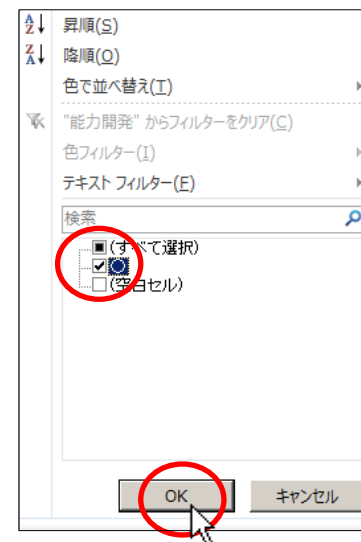 昇順(S)
降順(O)
色で並べ替え(T)
"能力開発" からフィルターをクリア(C)
色フィルター(I)
テキスト フィルター(F)
検索
(すべて選択)
○
(空白セル)
OK
キャンセル